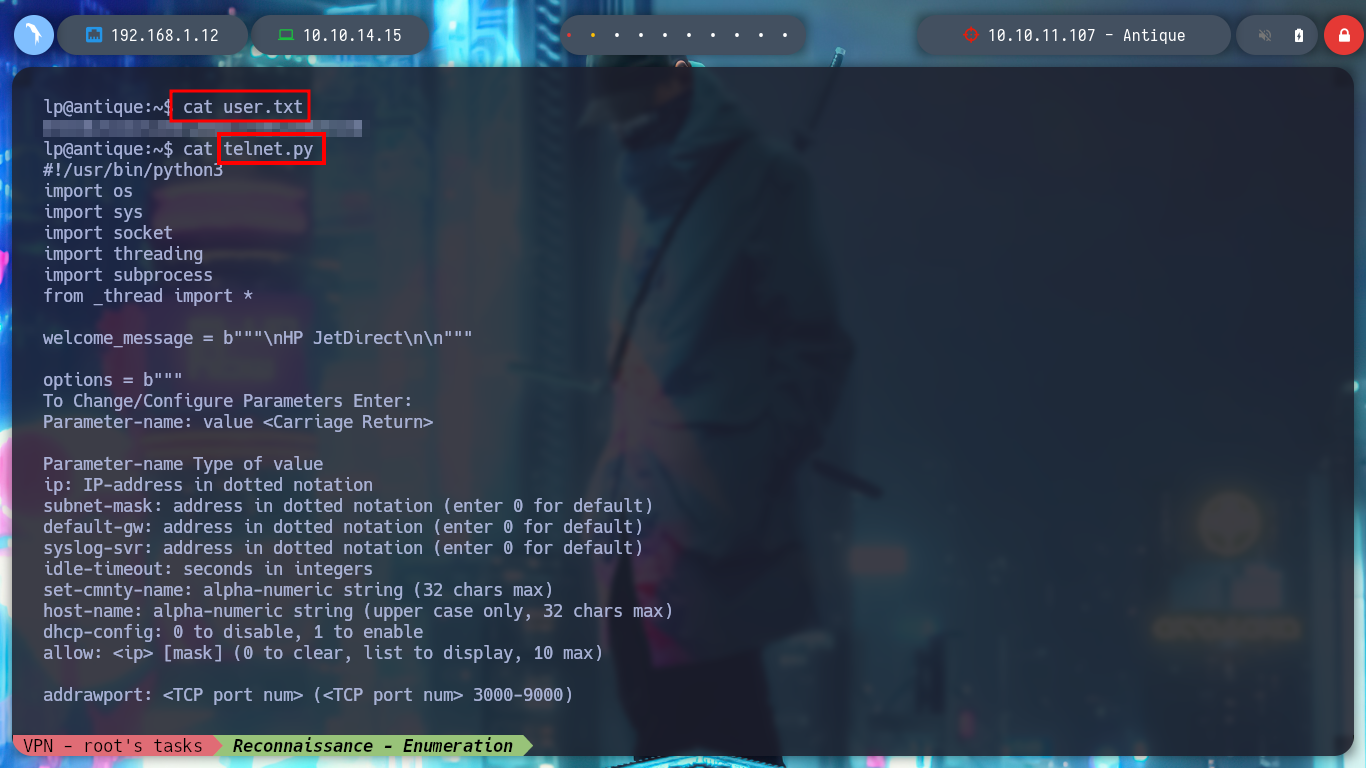 192.168.1.12
10.10.14.15
10.10.11.107 - Antique
lp@antique:~$ cat user.txt
lp@antique:~$ cat telnet.py
#!/usr/bin/python3
import os
import sys
import socket
import threading
import subprocess
from _thread import *
welcome_message = b"""\nHP JetDirect\n\n"""
options = b"""
To Change/Configure Parameters Enter:
Parameter-name: value <Carriage Return>
Parameter-name Type of value
ip: IP-address in dotted notation
subnet-mask: address in dotted notation (enter 0 for default)
default-gw: address in dotted notation (enter 0 for default)
syslog-svr: address in dotted notation (enter 0 for default)
idle-timeout: seconds in integers
set-cmnty-name: alpha-numeric string (32 chars max)
host-name: alpha-numeric string (upper case only, 32 chars max)
dhcp-config: 0 to disable, 1 to enable
allow: <ip> [mask] (0 to clear, list to display, 10 max)
addrawport: <TCP port num> (<TCP port num> 3000-9000)
VPN - root's tasks
Reconnaissance - Enumeration